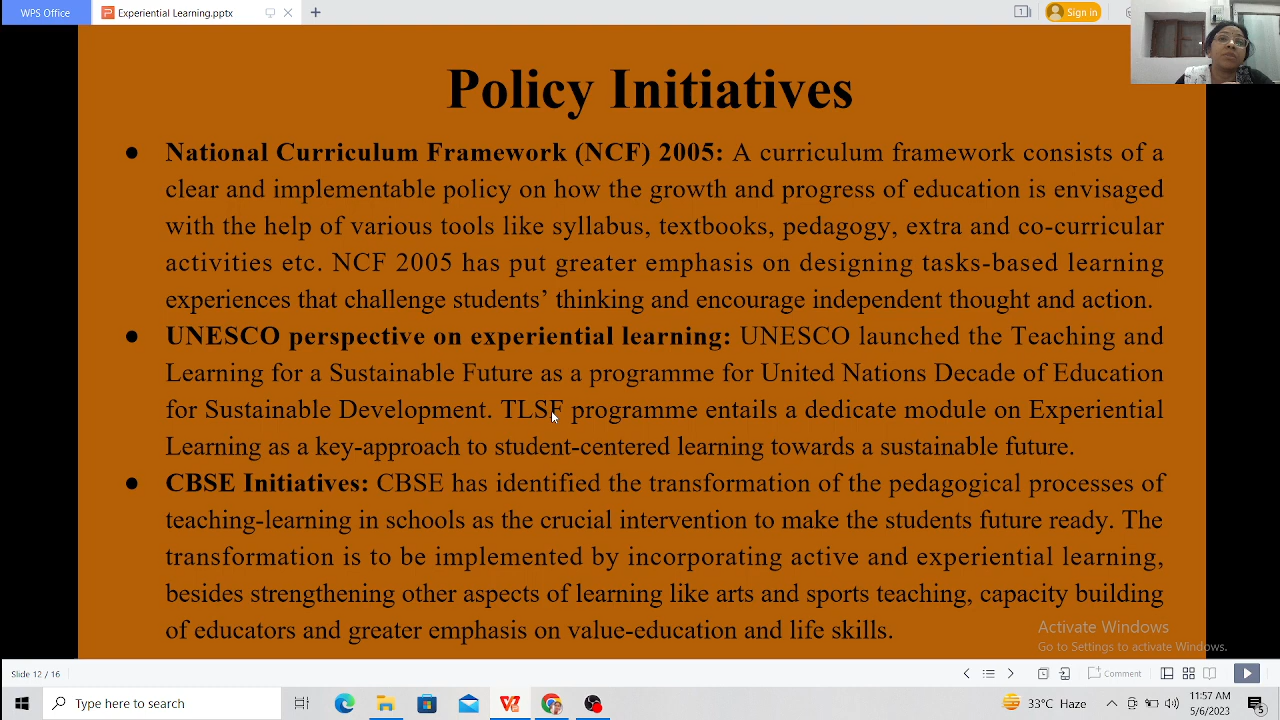 WPS Office
Experiential Learning.pptx
Sign in
Policy Initiatives
● National Curriculum Framework (NCF) 2005: A curriculum framework consists of a
clear and implementable policy on how the growth and progress of education is envisaged
with the help of various tools like syllabus, textbooks, pedagogy, extra and co-curricular
activities etc. NCF 2005 has put greater emphasis on designing tasks-based learning
experiences that challenge students’ thinking and encourage independent thought and action.
● UNESCO perspective on experiential learning: UNESCO launched the Teaching and
Learning for a Sustainable Future as a programme for United Nations Decade of Education
for Sustainable Development. TLSF programme entails a dedicate module on Experiential
Learning as a key-approach to student-centered learning towards a sustainable future.
● CBSE Initiatives: CBSE has identified the transformation of the pedagogical processes of
teaching-learning in schools as the crucial intervention to make the students future ready. The
transformation is to be implemented by incorporating active and experiential learning,
besides strengthening other aspects of learning like arts and sports teaching, capacity building
of educators and greater emphasis on value-education and life skills.
Activate Windows
Go to Settings to activate Windows.
Slide 12 / 16
Comment
Type here to search
33°C Haze
11:57 AM
5/6/2023
5